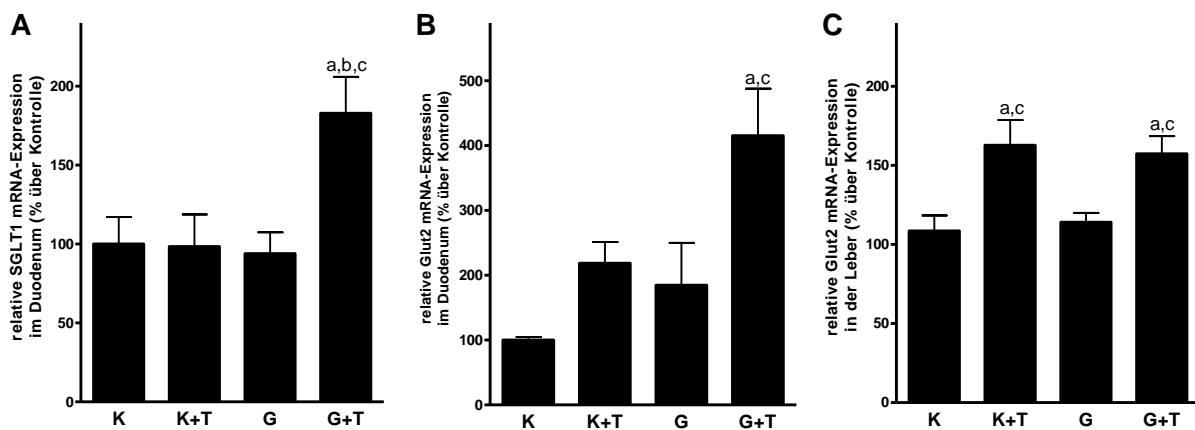 A
relative SGLT1 mRNA-Expression
im Duodenum (% über Kontrolle)
200
150
100
50
0
a,b,c
K K+T G G+T
B
relative Glut2 mRNA-Expression
im Duodenum (% über Kontrolle)
500
400
300
200
100
0
a,c
K K+T G G+T
C
relative Glut2 mRNA-Expression
in der Leber (% über Kontrolle)
200
150
100
50
0
a,c
a,c
K K+T G G+T